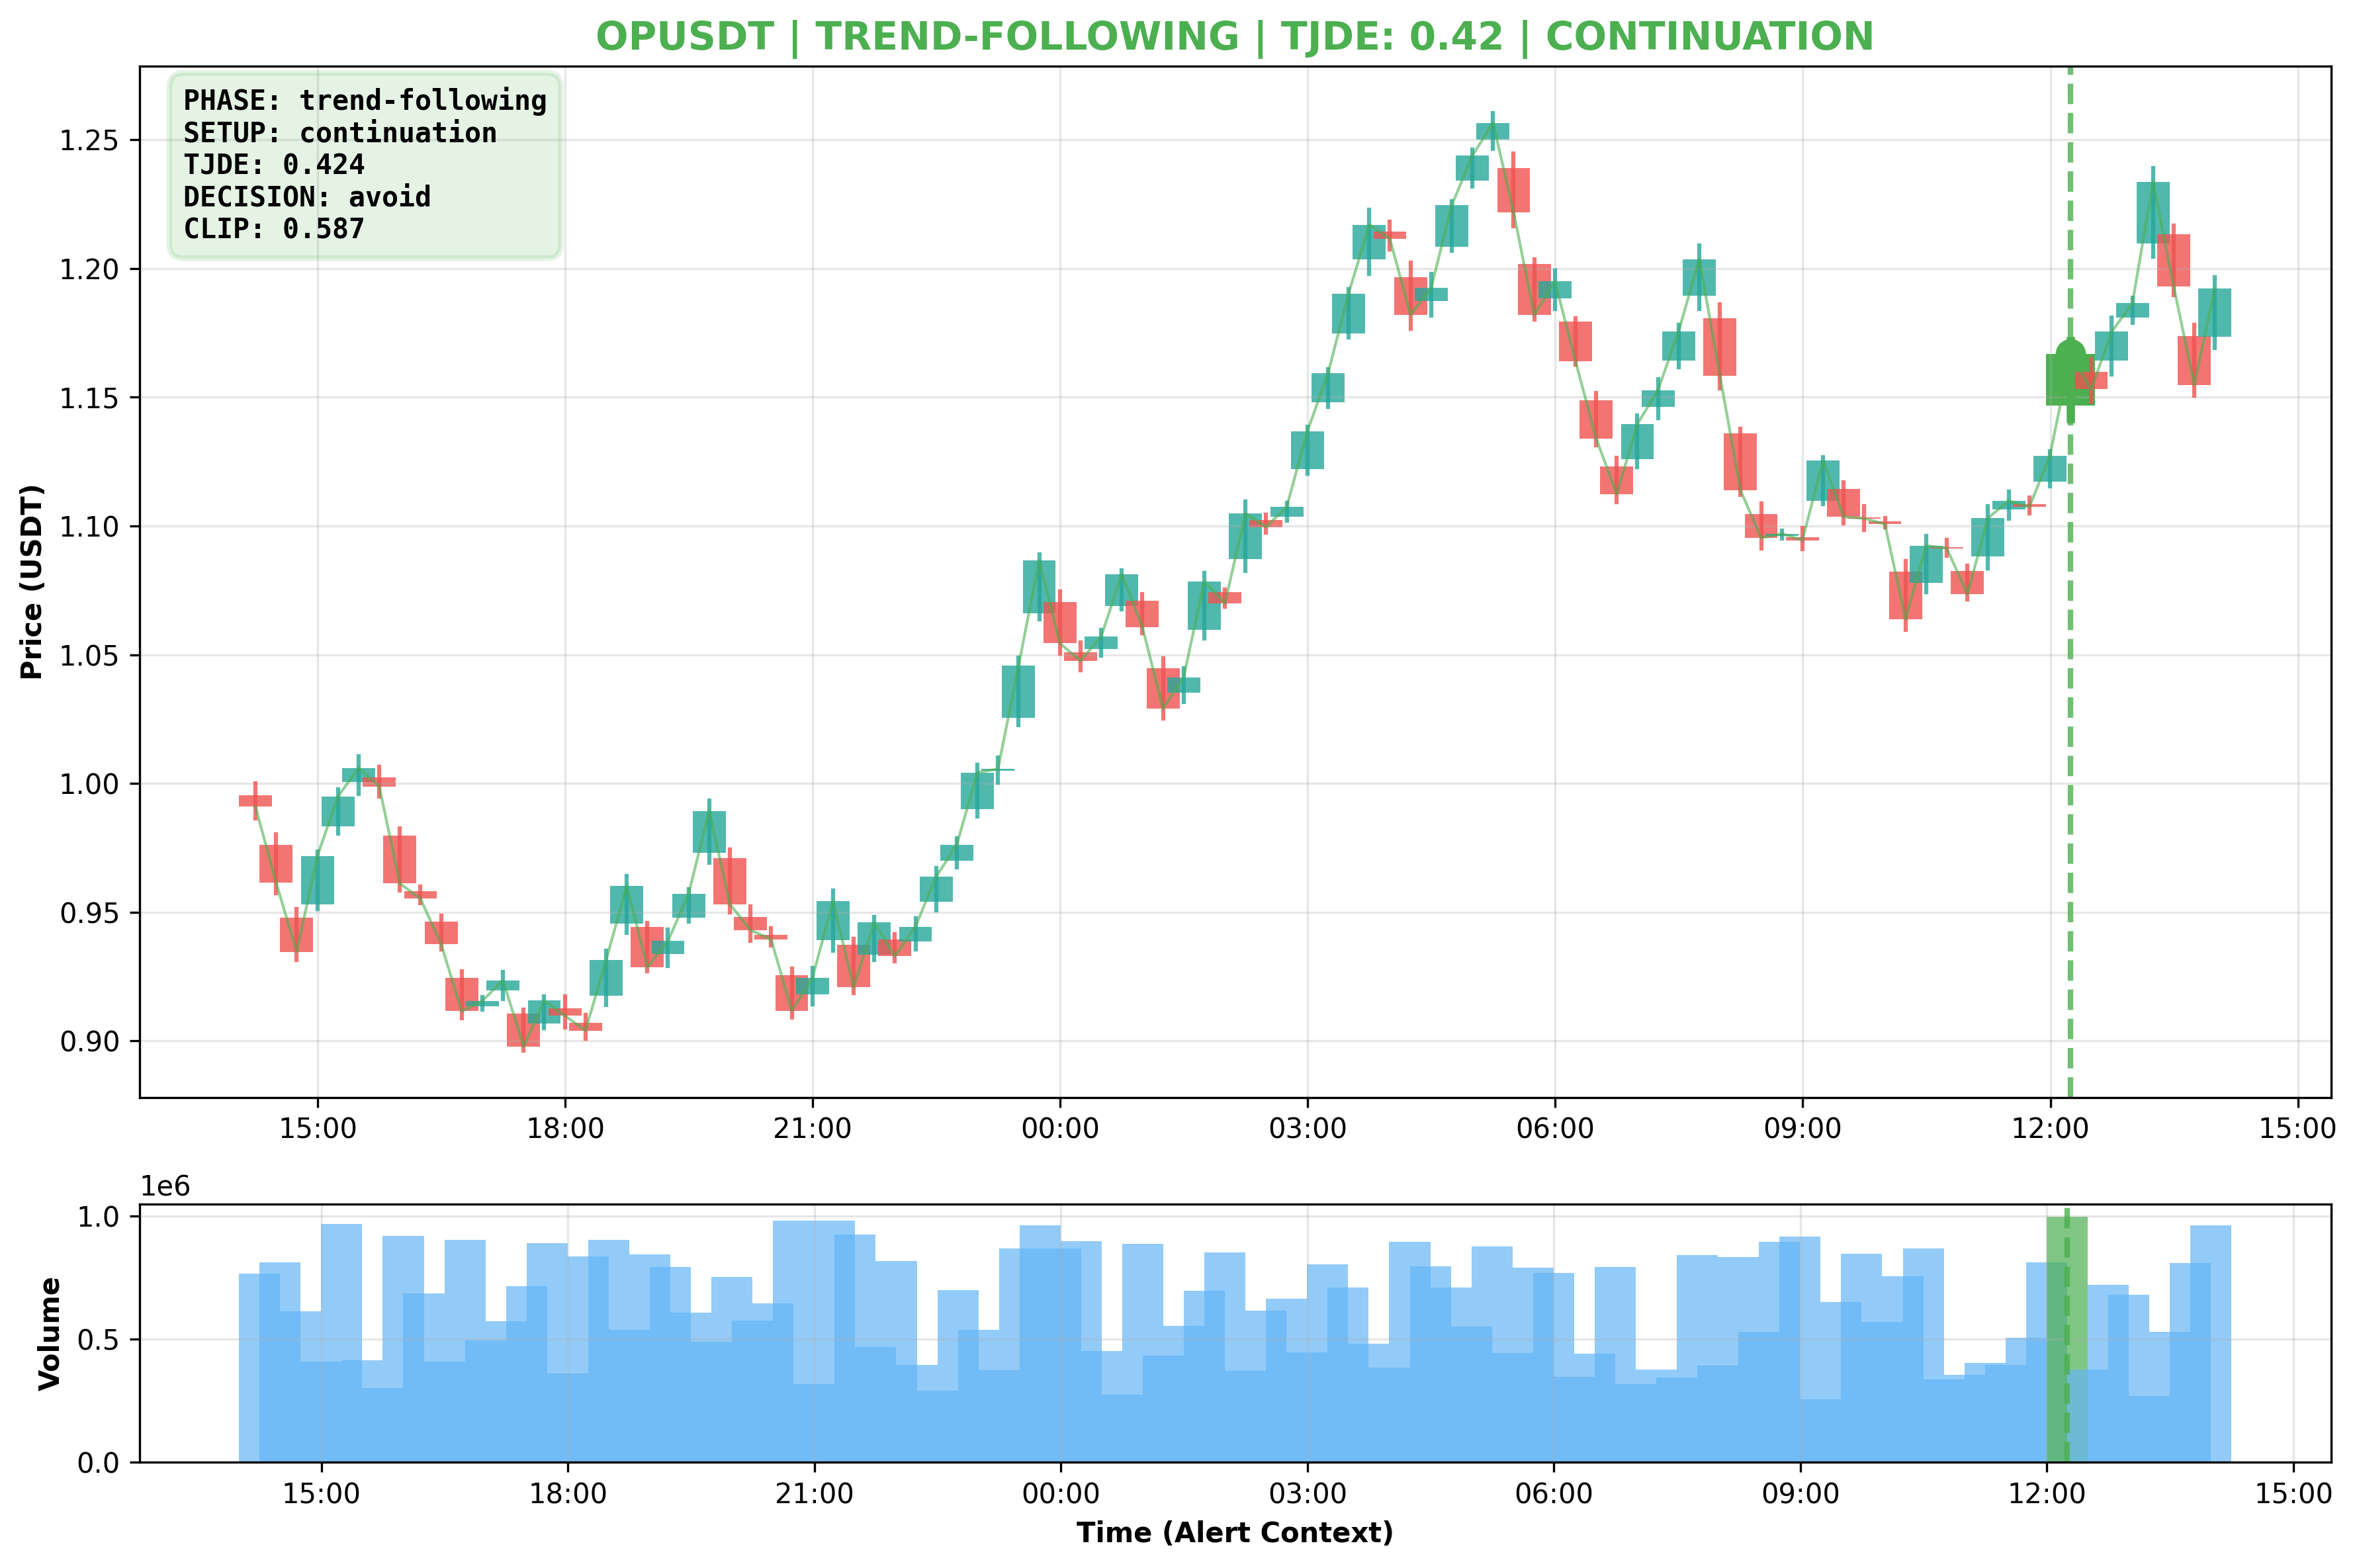 OPUSDT | TREND-FOLLOWING | TJDE: 0.42 | CONTINUATION
PHASE: trend-following
SETUP: continuation
TJDE: 0.424
DECISION: avoid
CLIP: 0.587
Price (USDT)
1.25
1.20
1.15
1.10
1.05
1.00
0.95
0.90
15:00 18:00 21:00 00:00 03:00 06:00 09:00 12:00 15:00
1e6
Volume
1.0
0.5
0.0
15:00 18:00 21:00 00:00 03:00 06:00 09:00 12:00 15:00
Time (Alert Context)